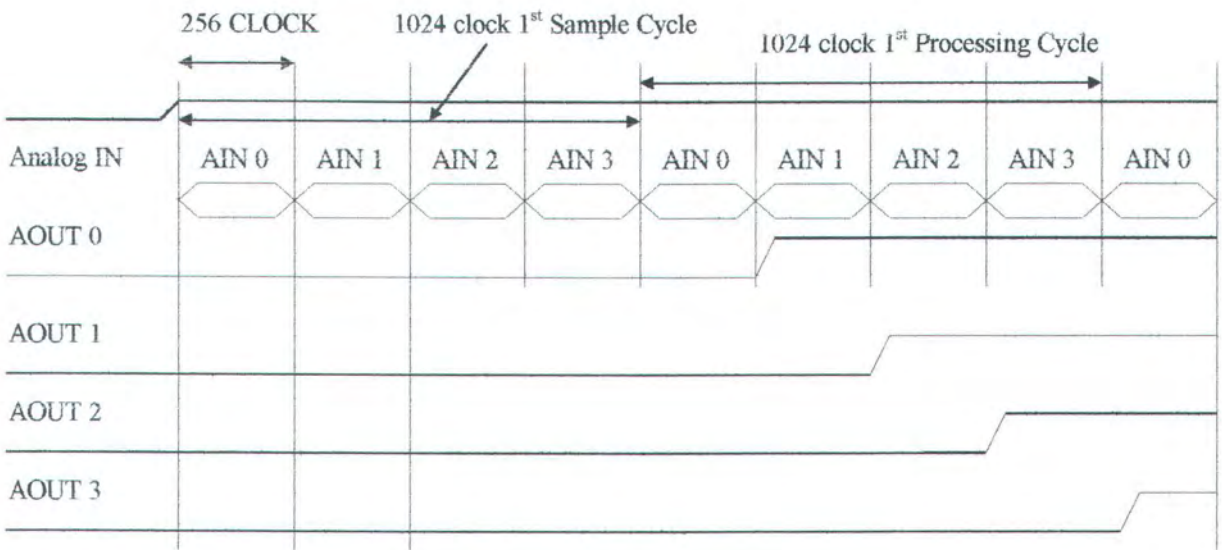 256 CLOCK
1024 clock 1st Sample Cycle
1024 clock 1st Processing Cycle
Analog IN
AIN 0 AIN 1 AIN 2 AIN 3 AIN 0 AIN 1 AIN 2 AIN 3 AIN 0
AOUT 0
AOUT 1
AOUT 2
AOUT 3